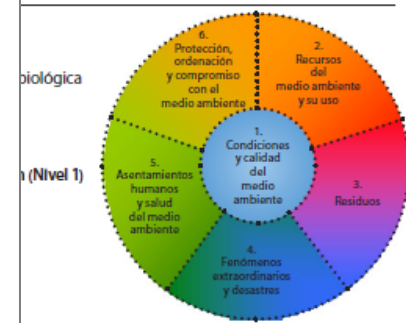 biológica
n (Nivel 1)
6.
Protección,
ordenación
y compromiso
con el
medio ambiente
2.
Recursos
del
medio ambiente
y su uso
1.
Condiciones
y calidad
del
medio
ambiente
5.
Asentamientos
humanos
y salud
del medio
ambiente
3.
Residuos
4.
Fenómenos
extraordinarios
y desastres